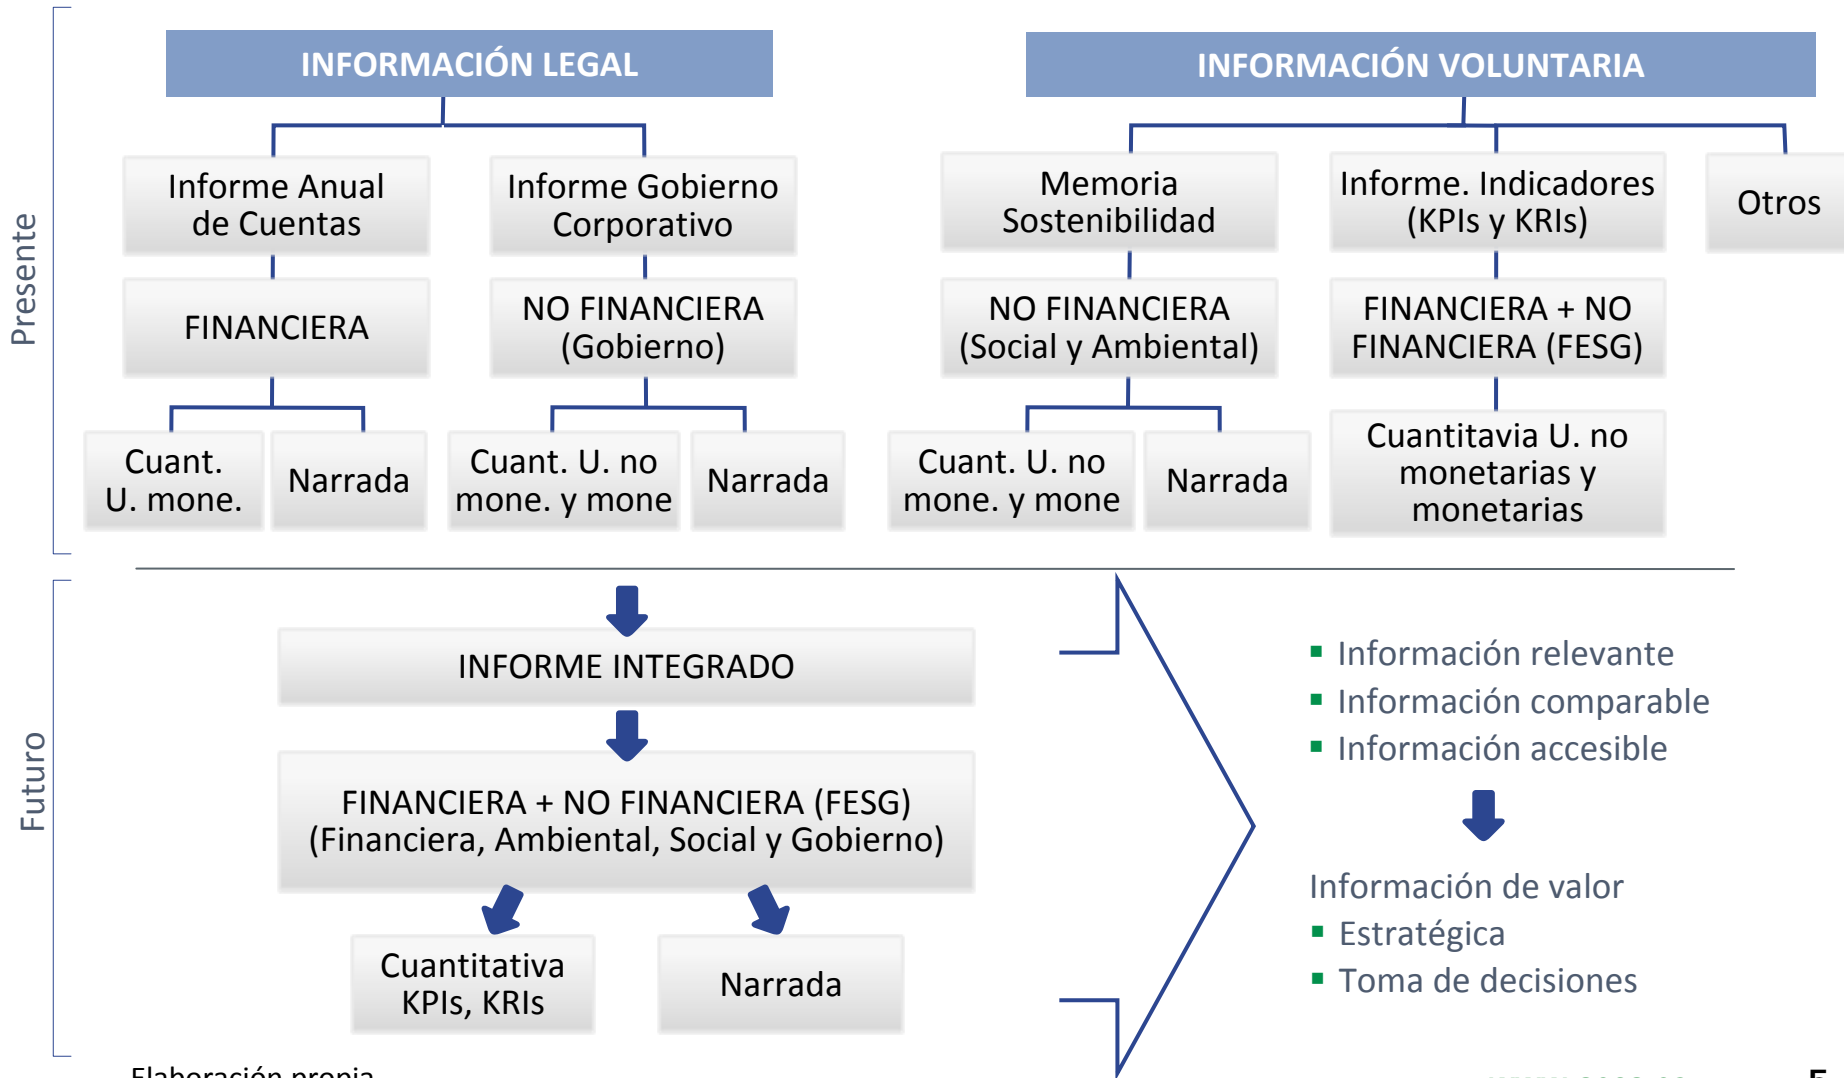 Presente
INFORMACIÓN LEGAL
INFORMACIÓN VOLUNTARIA
Informe Anual
de Cuentas
Informe Gobierno
Corporativo
Memoria
Sostenibilidad
Informe. Indicadores
(KPIs y KRIs)
Otros
FINANCIERA
NO FINANCIERA
(Gobierno)
NO FINANCIERA
(Social y Ambiental)
FINANCIERA + NO
FINANCIERA (FESG)
Cuant.
U. mone.
Narrada
Cuant. U. no
mone. y mone
Narrada
Cuant. U. no
mone. y mone
Narrada
Cuantitavia U. no
monetarias y
monetarias
Futuro
INFORME INTEGRADO
FINANCIERA + NO FINANCIERA (FESG)
(Financiera, Ambiental, Social y Gobierno)
Cuantitativa
KPIs, KRIs
Narrada
▪ Información relevante
▪ Información comparable
▪ Información accesible
Información de valor
▪ Estratégica
▪ Toma de decisiones
Elaboración propia
5